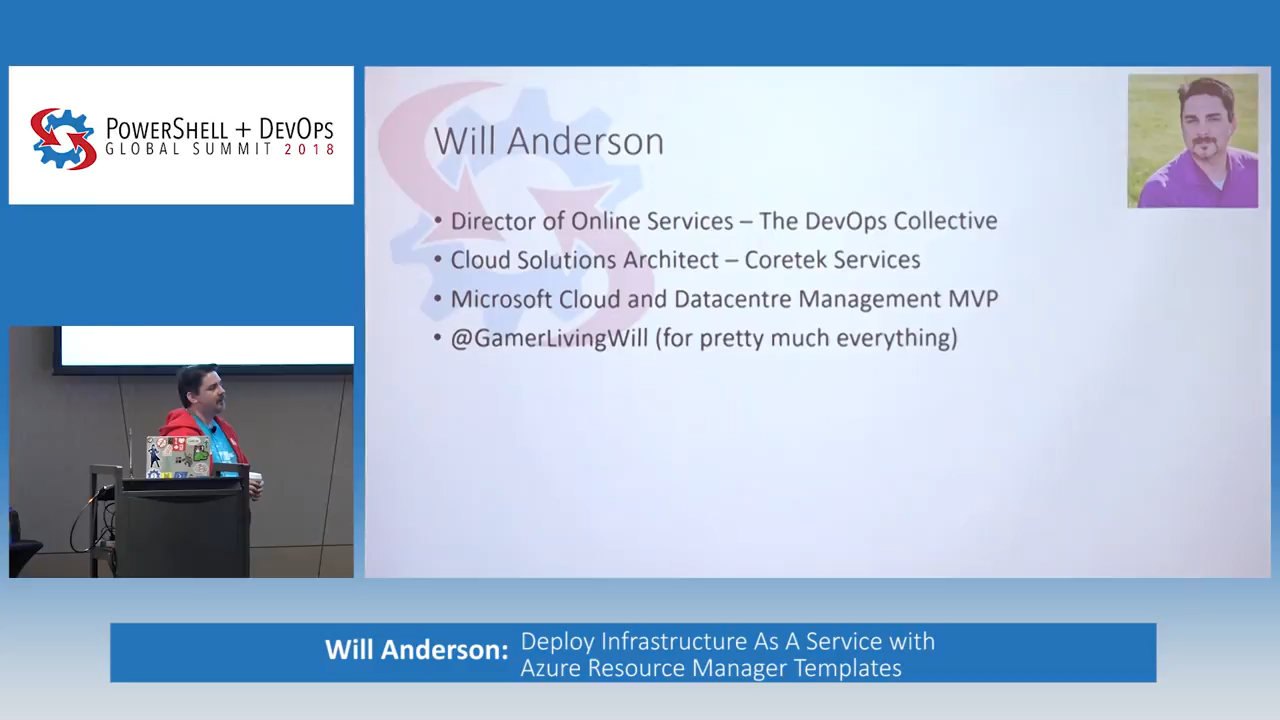 POWERSHELL + DEVOPS
GLOBAL SUMMIT 2018
Will Anderson
• Director of Online Services – The DevOps Collective
• Cloud Solutions Architect – Coretek Services
• Microsoft Cloud and Datacentre Management MVP
• @GamerLivingWill (for pretty much everything)
Will Anderson: Deploy Infrastructure As A Service with
Azure Resource Manager Templates